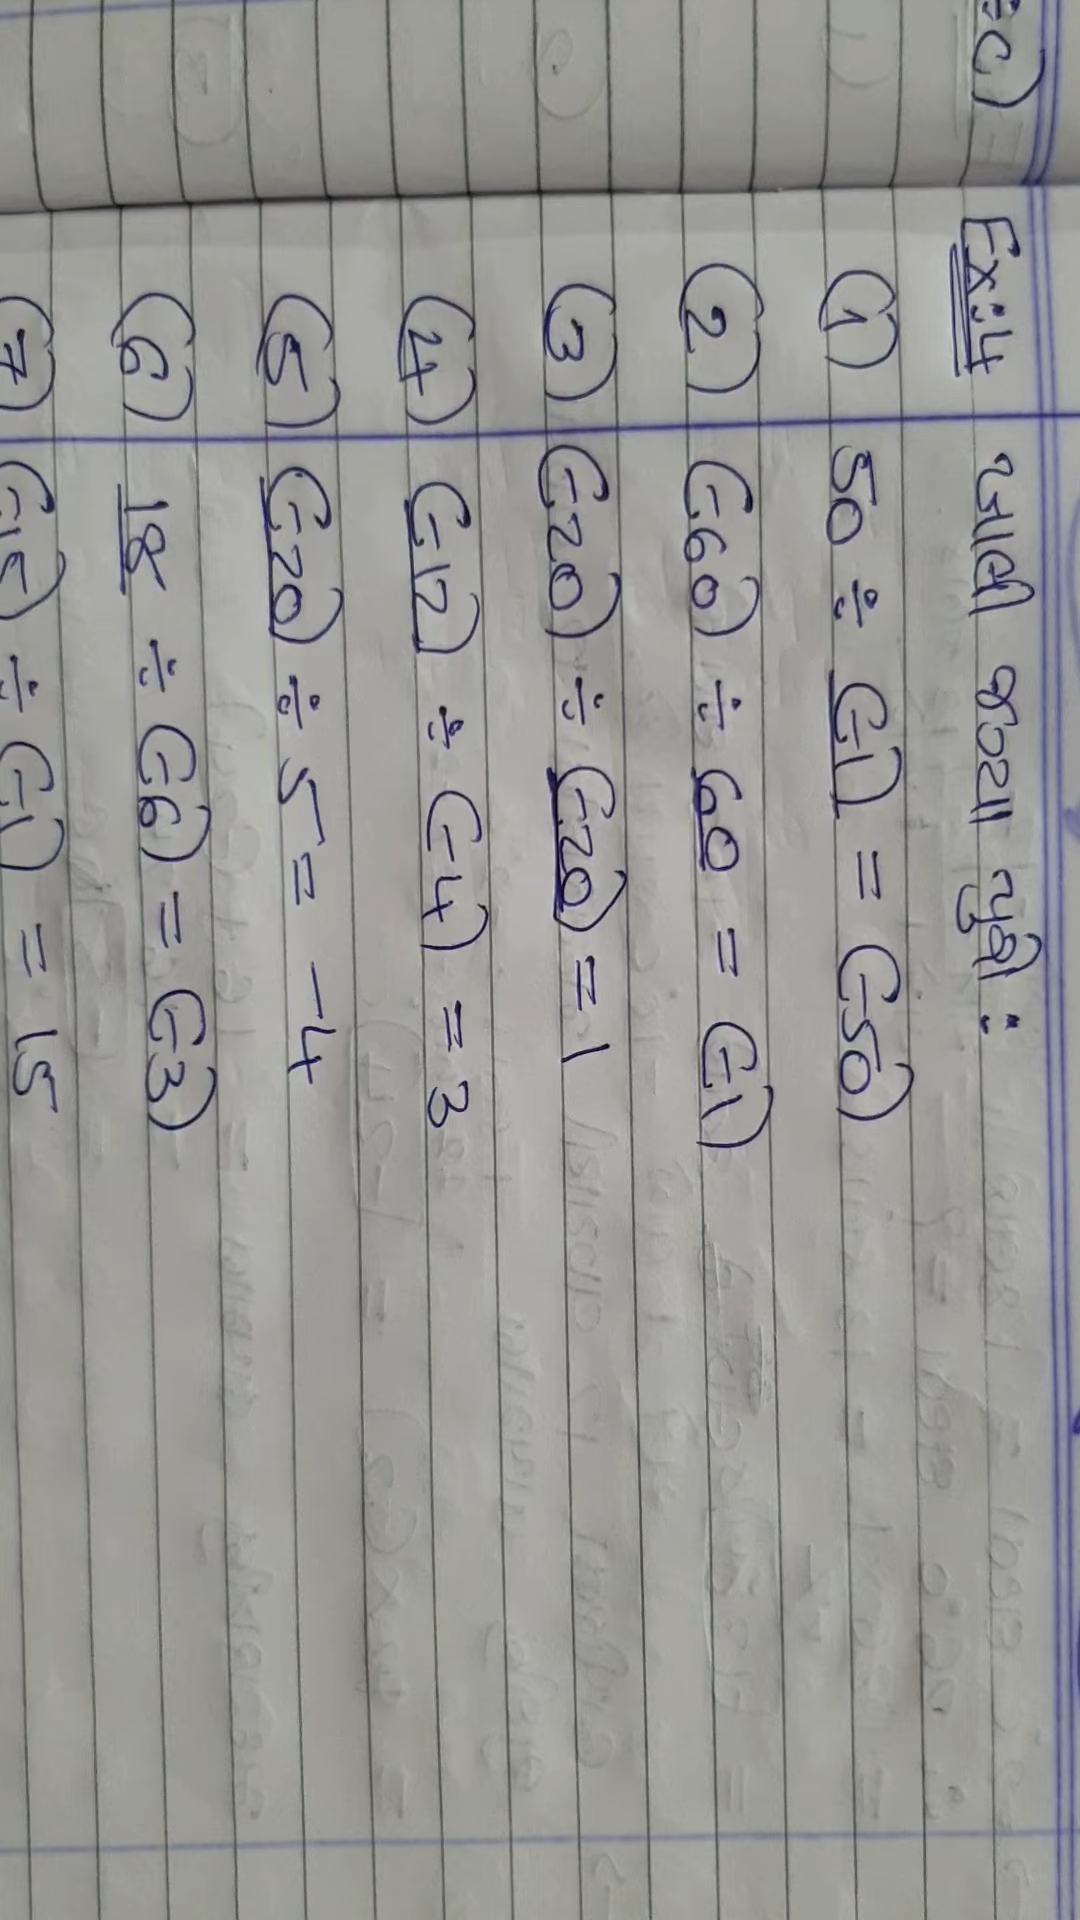 Ex:4 ખાલી જગ્યા પુરો :
(1) 50 ÷ (-1) = (-50)
(2) (-60) ÷ 60 = (-1)
(3) (-20) ÷ (-20) = 1
(4) (-12) ÷ (-4) = 3
(5) (-20) ÷ 5 = -4
(6) 18 ÷ (-6) = (-3)
(7) (-15) ÷ (-1) = 15